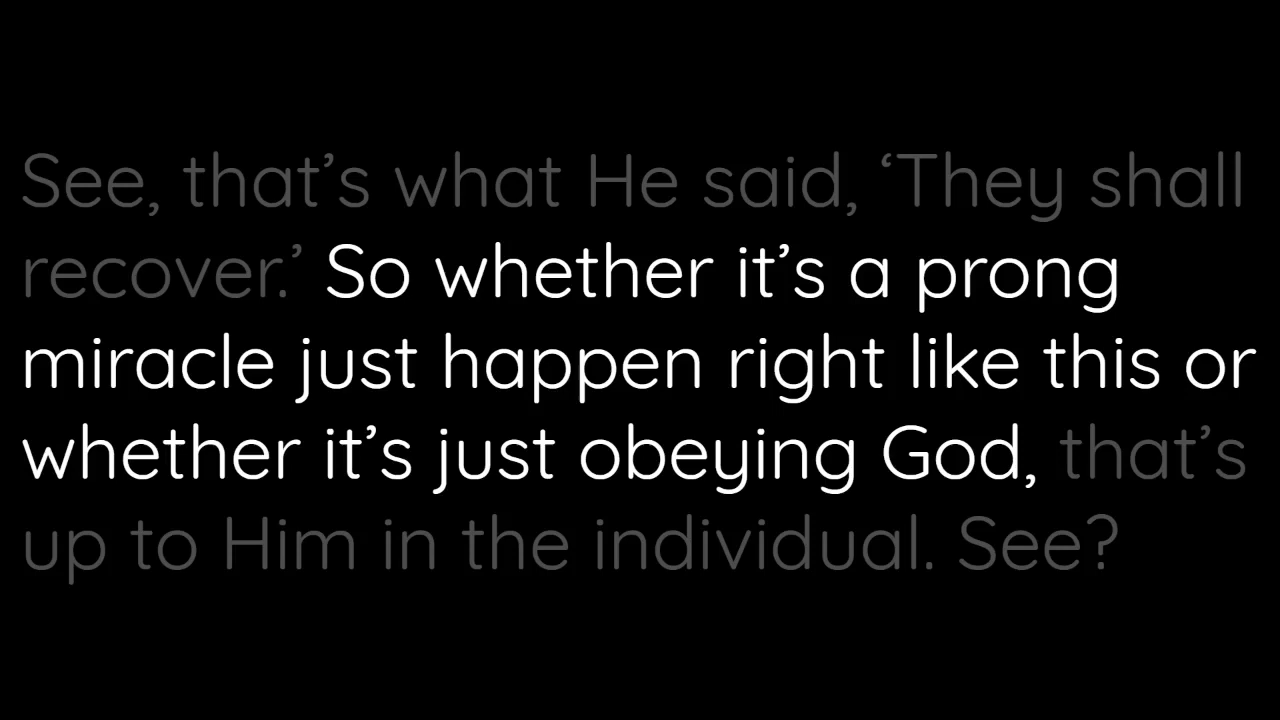 See, that’s what He said, ‘They shall
recover.’ So whether it’s a prong
miracle just happen right like this or
whether it’s just obeying God, that’s
up to Him in the individual. See?